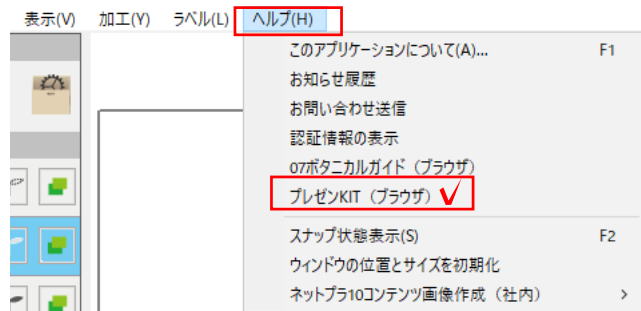 表示(V) 加工(Y) ラベル(L) ヘルプ(H)
このアプリケーションについて(A)... F1
お知らせ履歴
お問い合わせ送信
認証情報の表示
07ボタニカルガイド（ブラウザ）
プレゼンKIT（ブラウザ）
スナップ状態表示(S) F2
ウィンドウの位置とサイズを初期化
ネットプラ10コンテンツ画像作成（社内） >